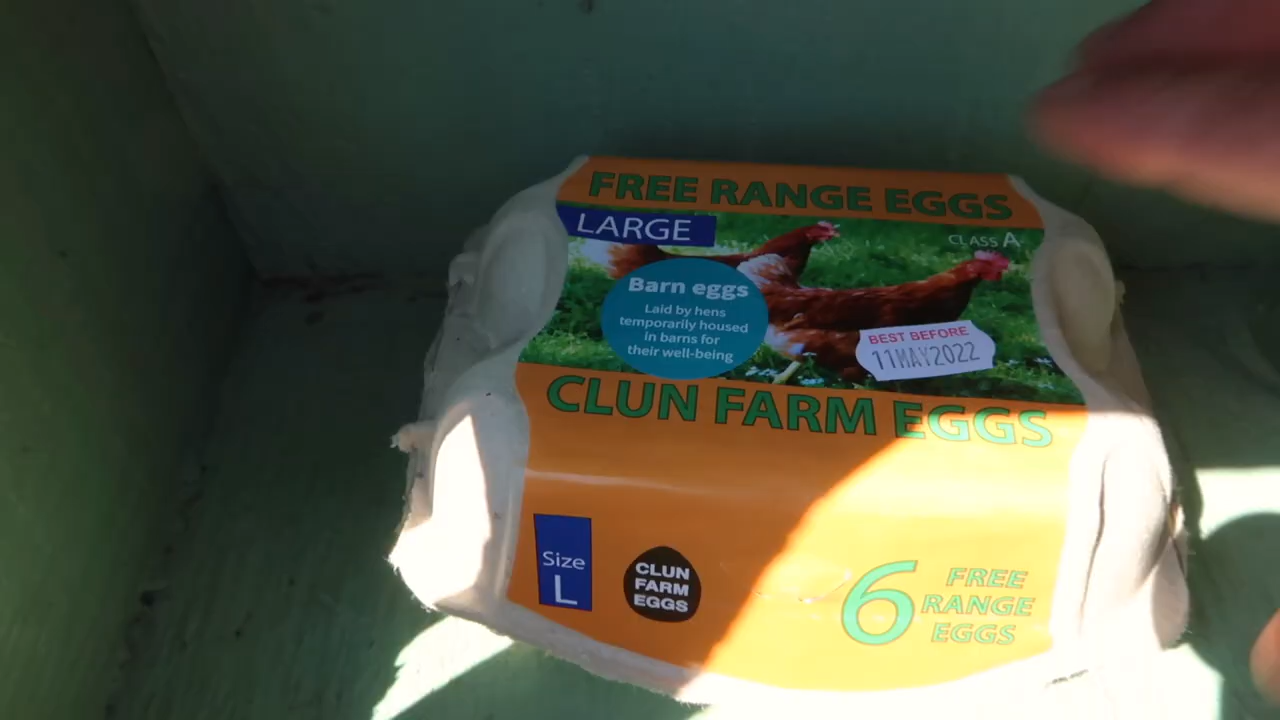 FREE RANGE EGGS
LARGE
CLASS A
Barn eggs
Laid by hens
temporarily housed
in barns for
their well-being
BEST BEFORE
11MAY2022
CLUN FARM EGGS
Size
L
CLUN
FARM
EGGS
6
FREE
RANGE
EGGS